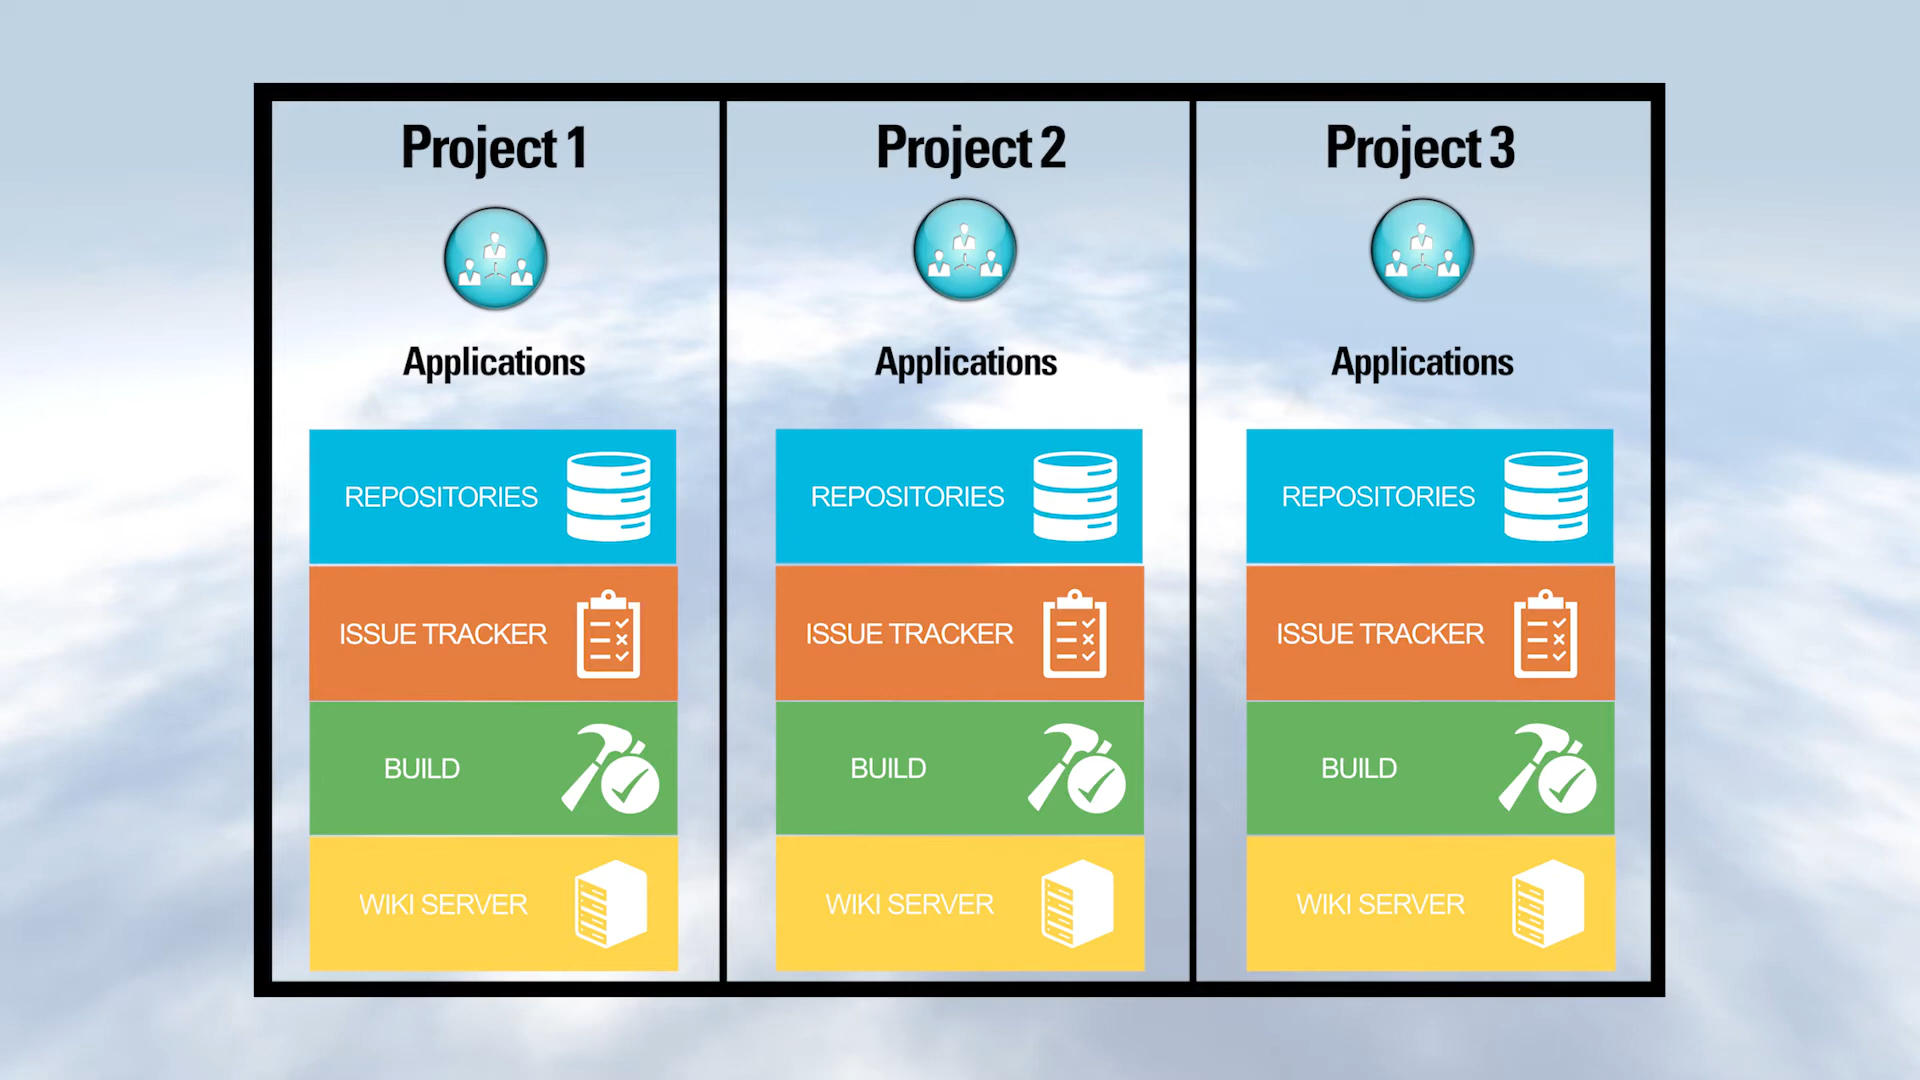 Project 1
Applications
REPOSITORIES
ISSUE TRACKER
BUILD
WIKI SERVER
Project 2
Applications
REPOSITORIES
ISSUE TRACKER
BUILD
WIKI SERVER
Project 3
Applications
REPOSITORIES
ISSUE TRACKER
BUILD
WIKI SERVER